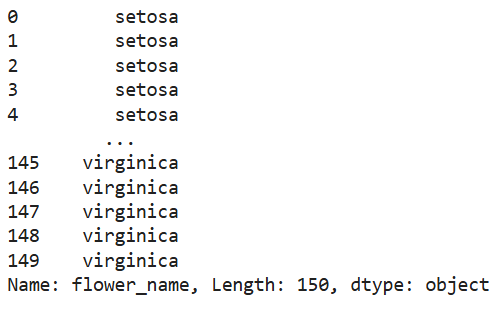 0         setosa
1         setosa
2         setosa
3         setosa
4         setosa
         ...
145    virginica
146    virginica
147    virginica
148    virginica
149    virginica
Name: flower_name, Length: 150, dtype: object